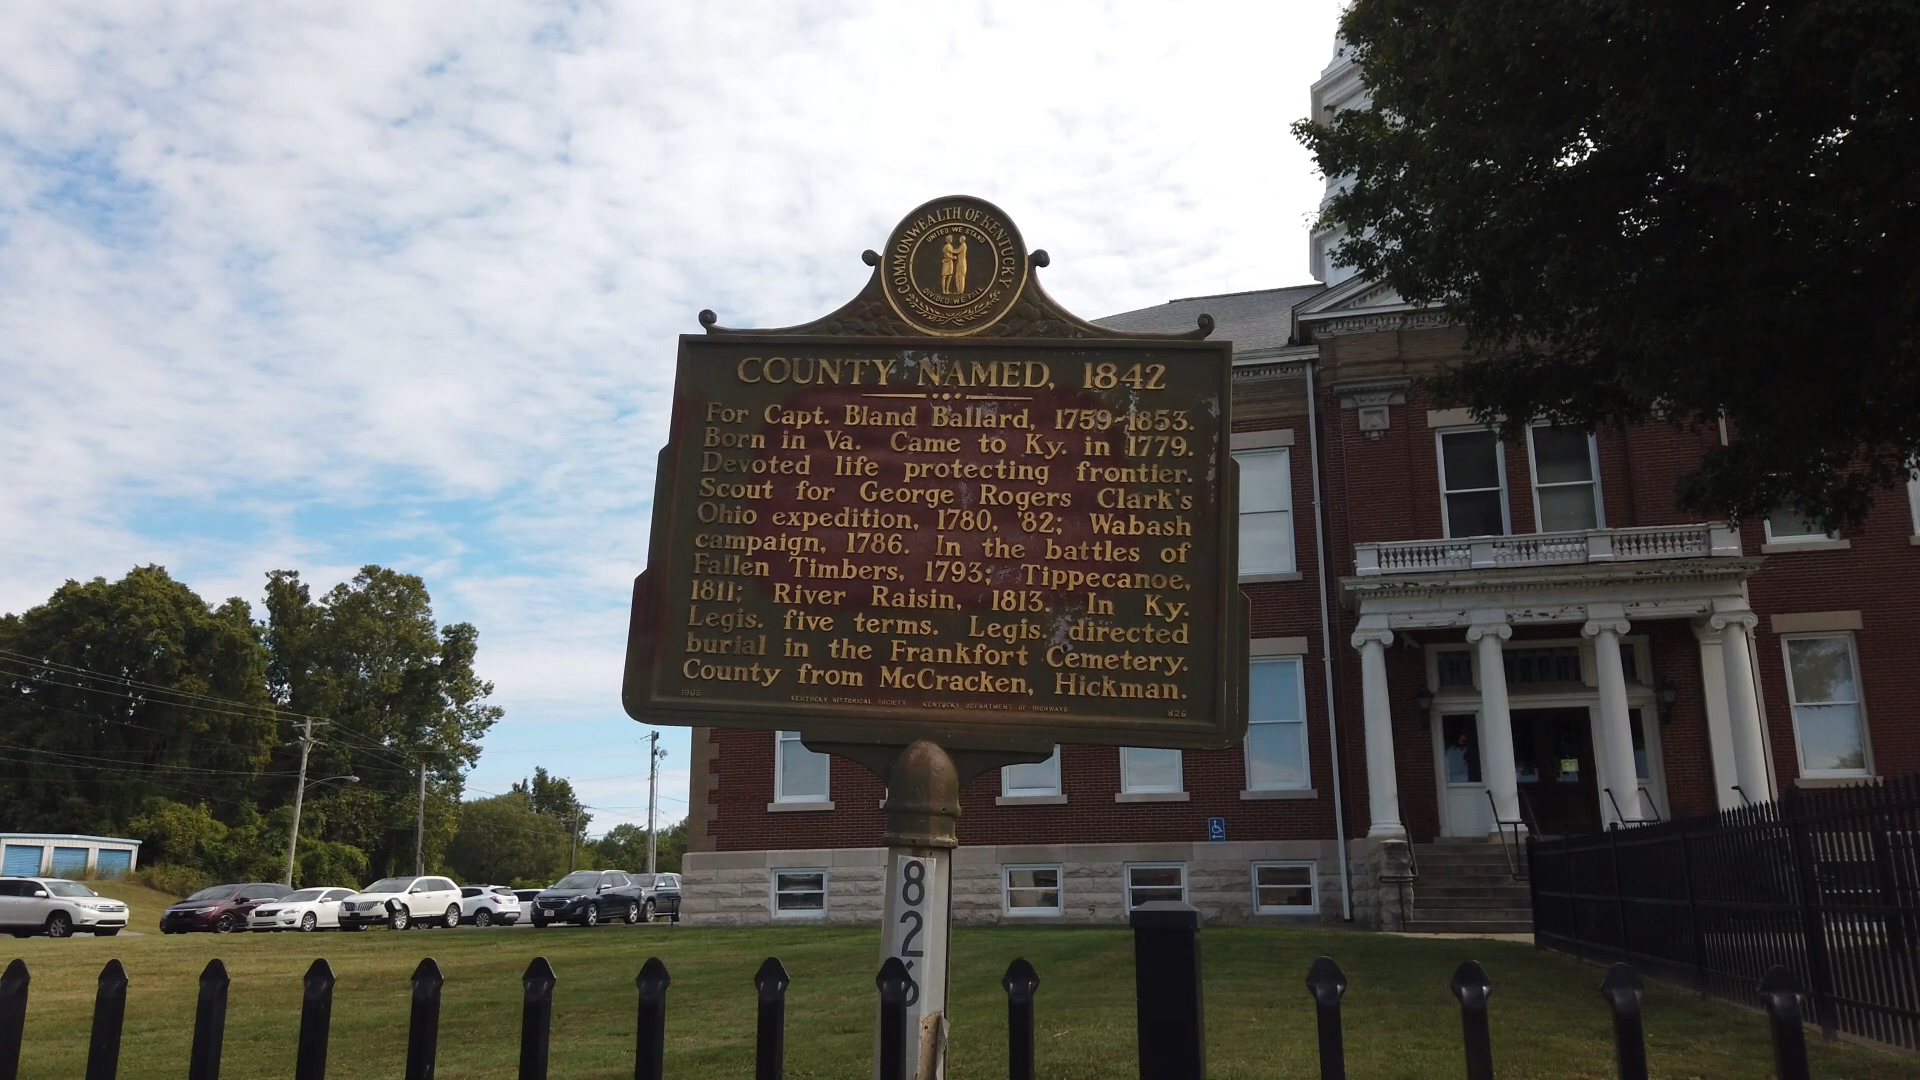 COMMONWEALTH OF KENTUCKY
UNITED WE STAND
DIVIDED WE FALL
COUNTY NAMED, 1842
For Capt. Bland Ballard, 1759-1853.
Born in Va. Came to Ky. in 1779.
Devoted life protecting frontier.
Scout for George Rogers Clark's
Ohio expedition, 1780, '82; Wabash
campaign, 1786. In the battles of
Fallen Timbers, 1793; Tippecanoe,
1811; River Raisin, 1813. In Ky.
Legis. five terms. Legis. directed
burial in the Frankfort Cemetery.
County from McCracken, Hickman.
1965 KENTUCKY HISTORICAL SOCIETY KENTUCKY DEPARTMENT OF HIGHWAYS 826
826